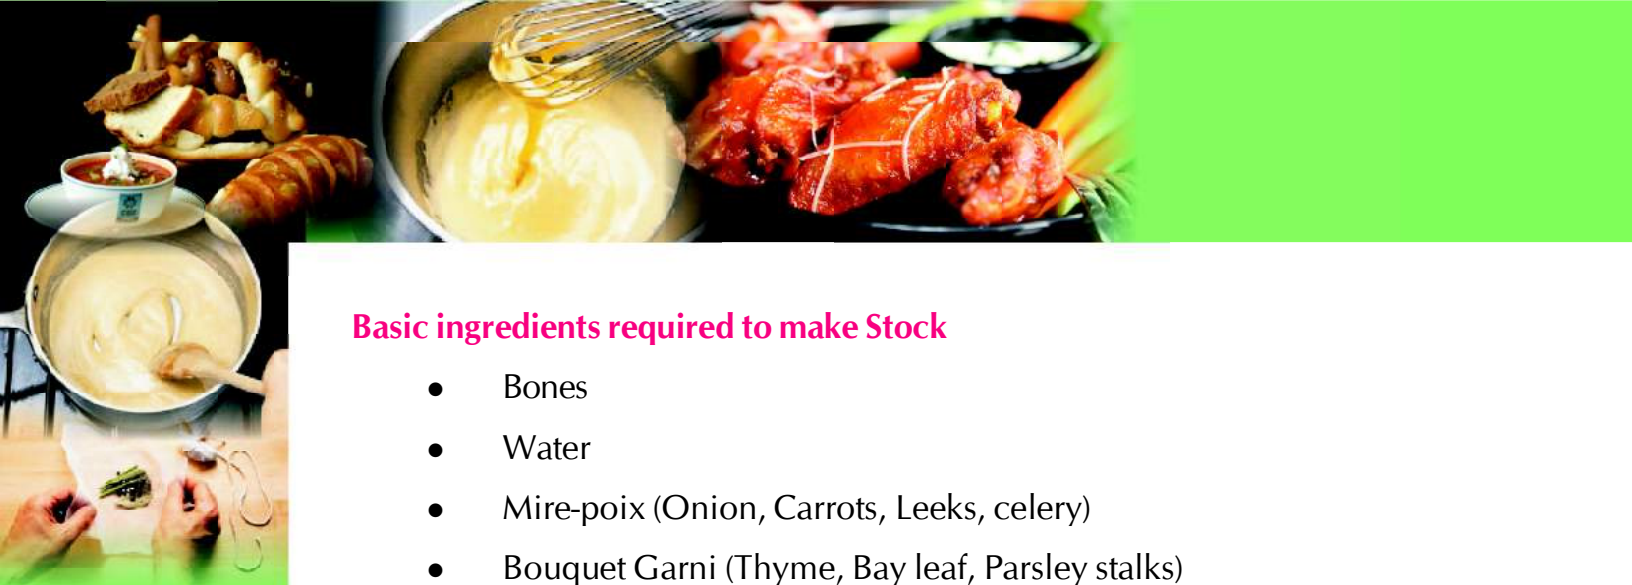 Basic ingredients required to make Stock
● Bones
● Water
● Mire-poix (Onion, Carrots, Leeks, celery)
● Bouquet Garni (Thyme, Bay leaf, Parsley stalks)